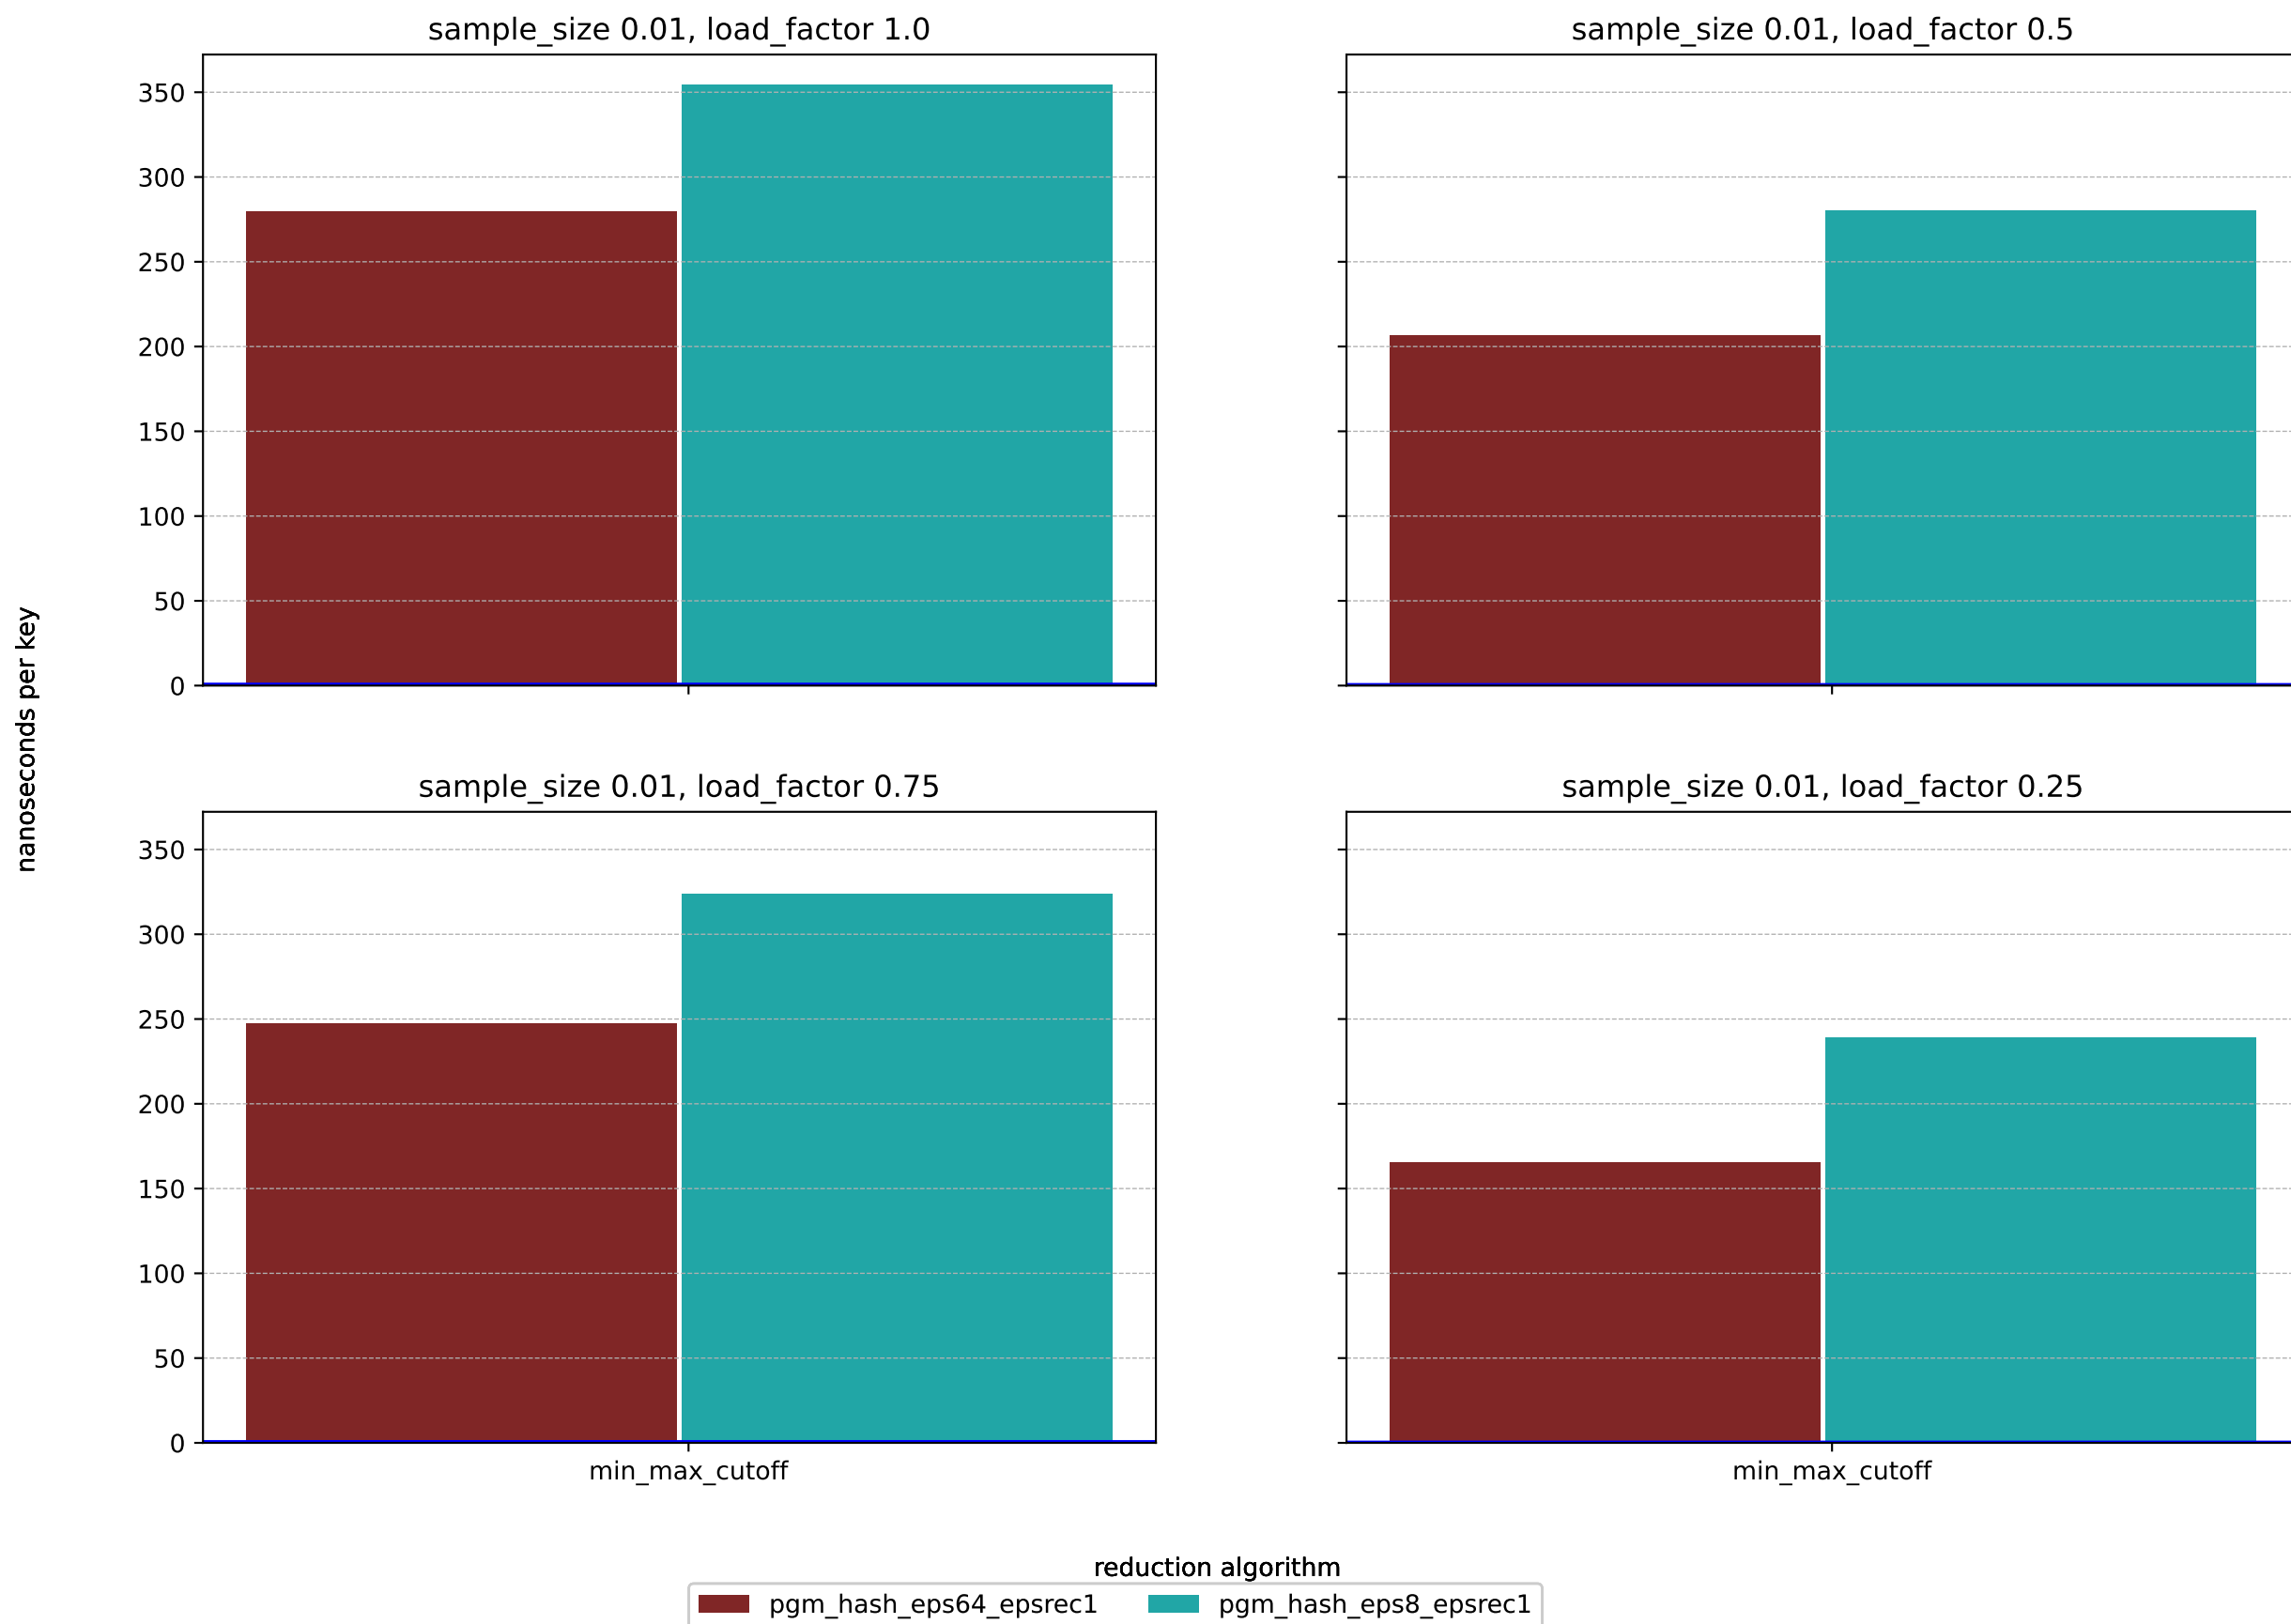 sample_size 0.01, load_factor 1.0
sample_size 0.01, load_factor 0.5
350
300
250
200
150
100
50
0
nanoseconds per key
sample_size 0.01, load_factor 0.75
sample_size 0.01, load_factor 0.25
350
300
250
200
150
100
50
0
min_max_cutoff
min_max_cutoff
reduction algorithm
pgm_hash_eps64_epsrec1
pgm_hash_eps8_epsrec1